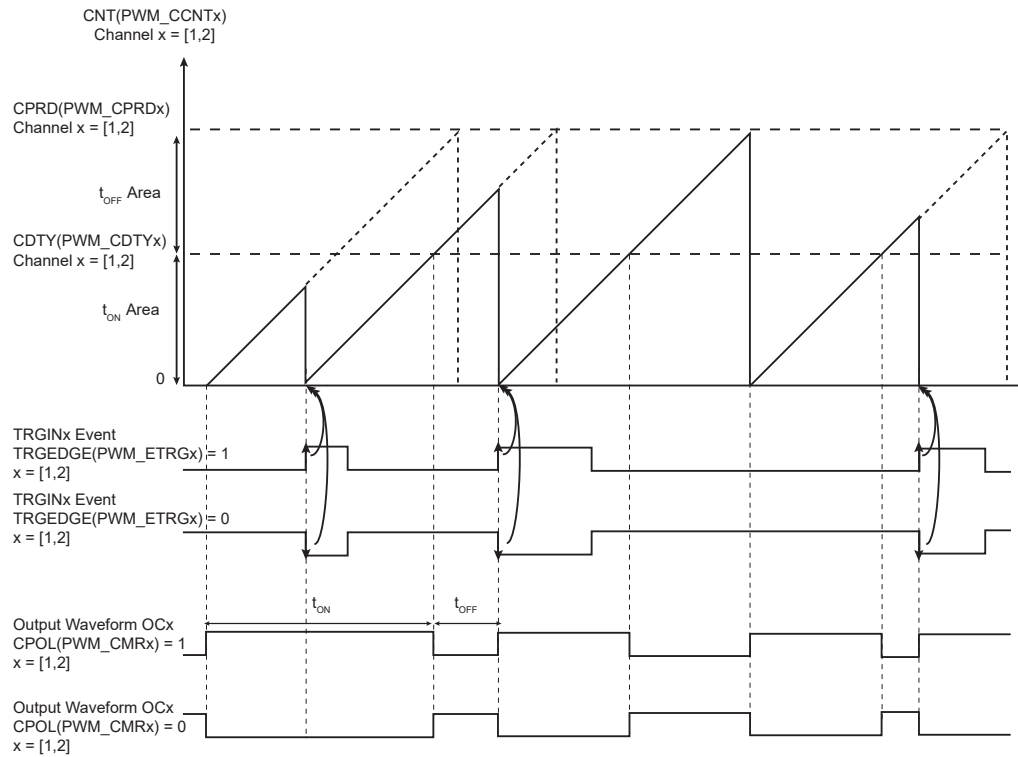 CNT(PWM_CCNTx)
Channel x = [1,2]
CPRD(PWM_CPRDx)
Channel x = [1,2]
tOFF Area
CDTY(PWM_CDTYx)
Channel x = [1,2]
tON Area
0
TRGINx Event
TRGEDGE(PWM_ETRGx) = 1
x = [1,2]
TRGINx Event
TRGEDGE(PWM_ETRGx) = 0
x = [1,2]
tON
tOFF
Output Waveform OCx
CPOL(PWM_CMRx) = 1
x = [1,2]
Output Waveform OCx
CPOL(PWM_CMRx) = 0
x = [1,2]